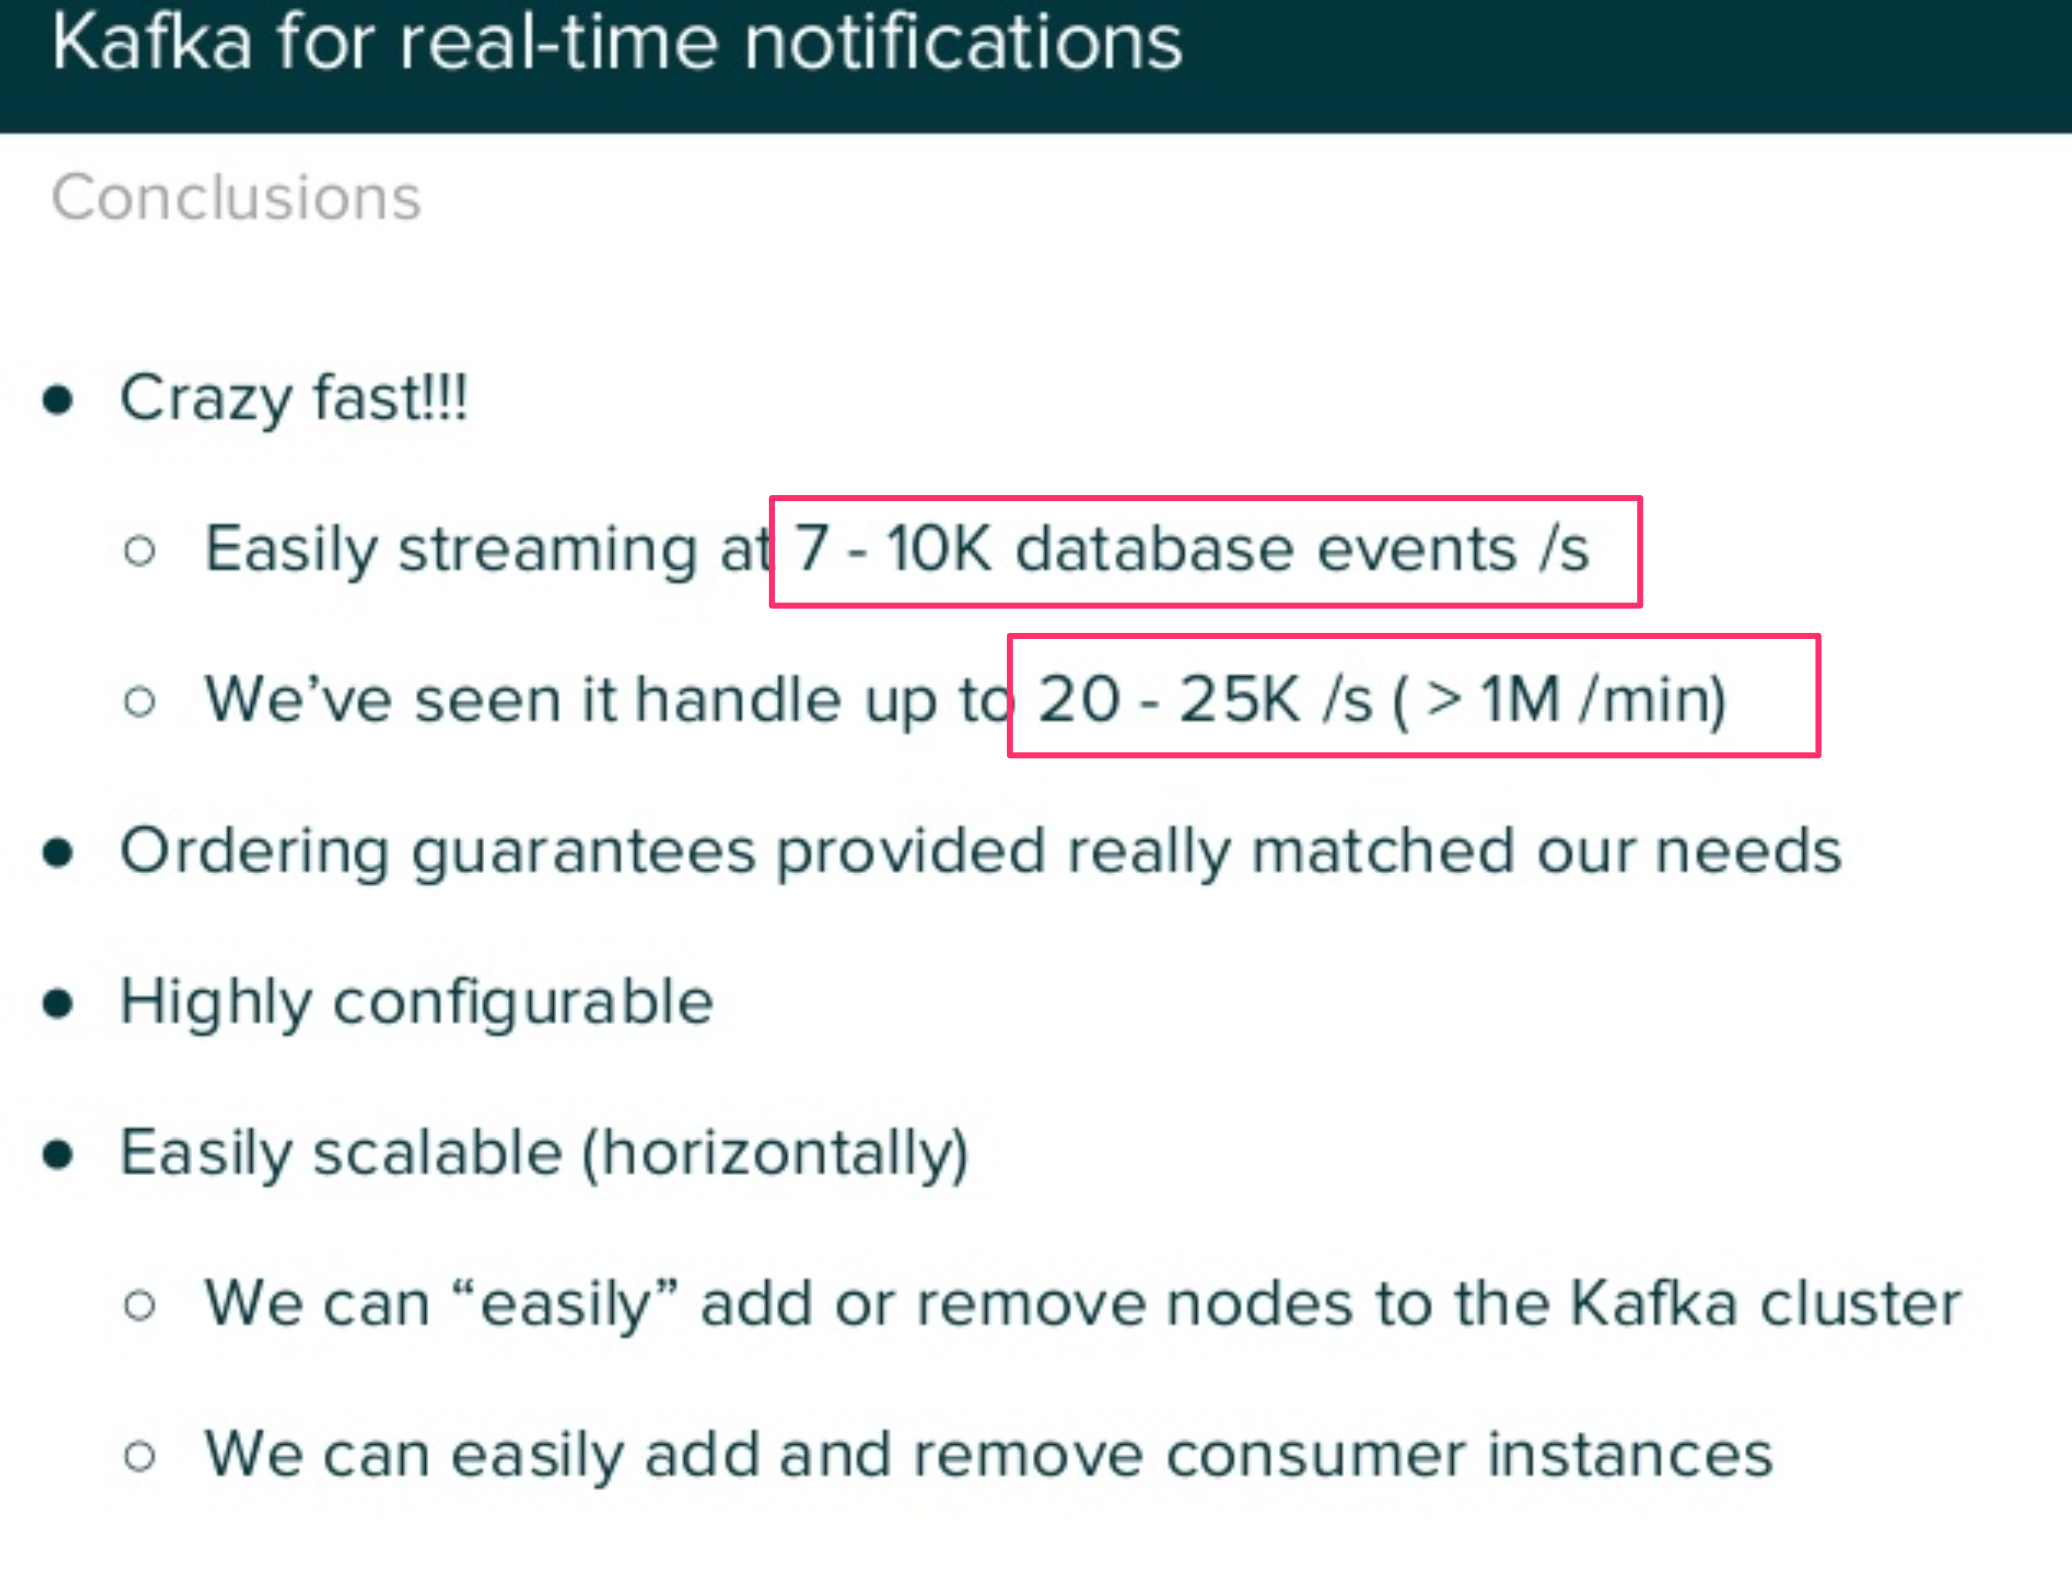 Kafka for real-time notifications
Conclusions
● Crazy fast!!!
○ Easily streaming at 7 - 10K database events /s
○ We’ve seen it handle up to 20 - 25K /s ( > 1M /min)
● Ordering guarantees provided really matched our needs
● Highly configurable
● Easily scalable (horizontally)
○ We can “easily” add or remove nodes to the Kafka cluster
○ We can easily add and remove consumer instances